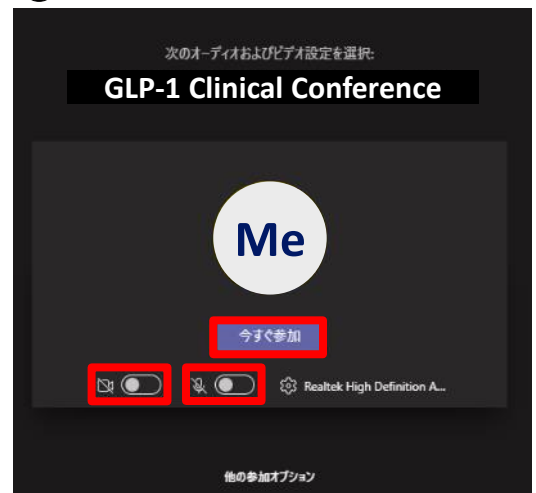 次のオーディオおよびビデオ設定を選択:
GLP-1 Clinical Conference
Me
今すぐ参加
Realtek High Definition A...
他の参加オプション